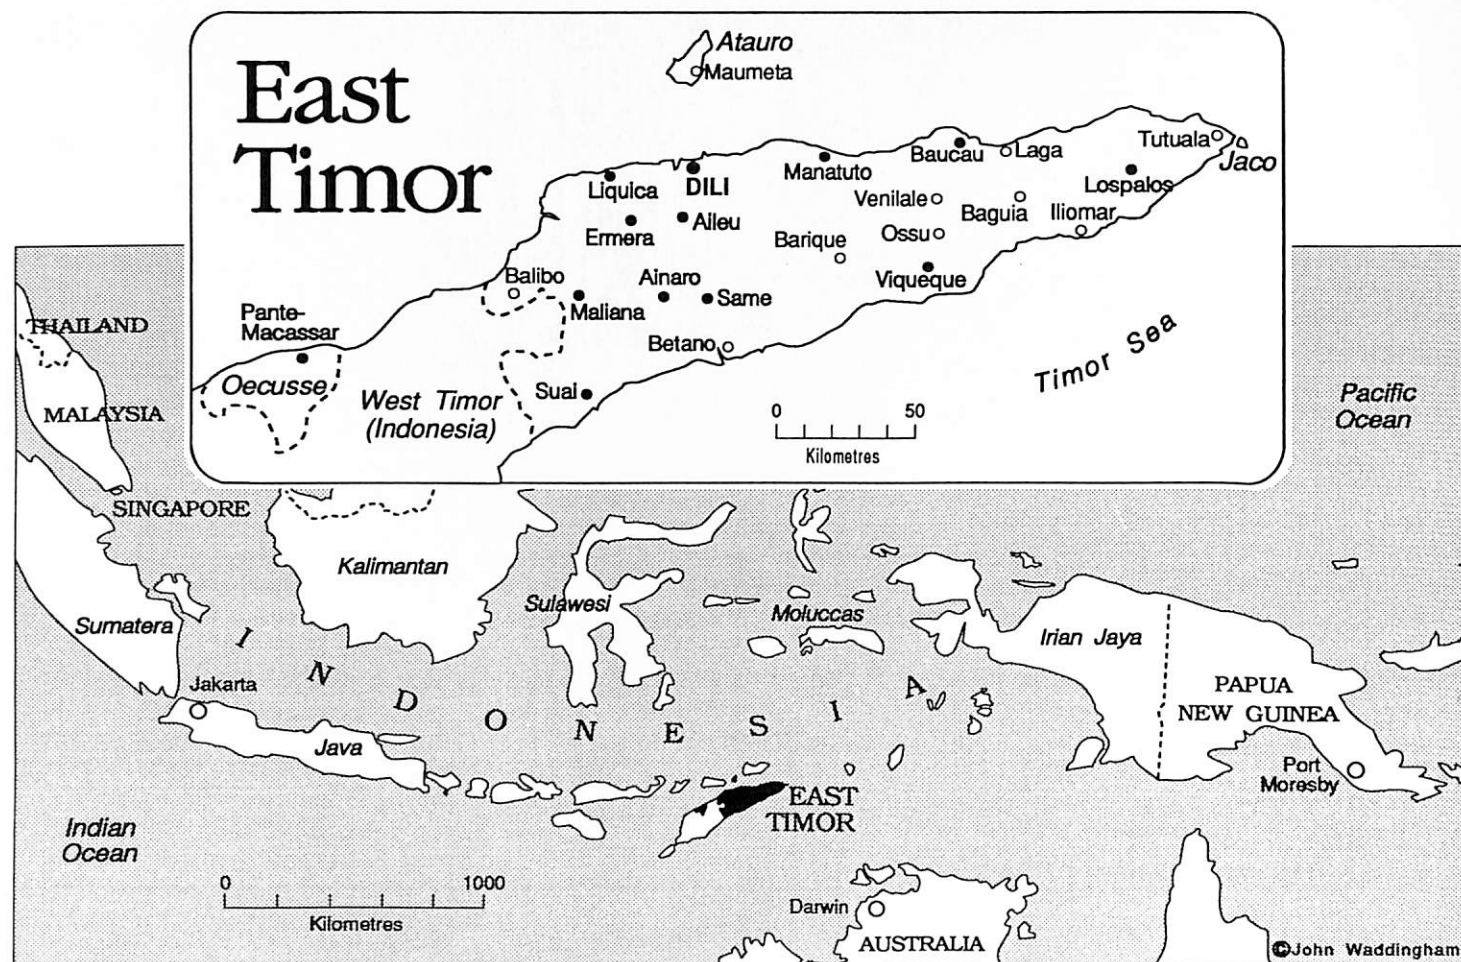 East
Timor
Atauro
Maumeta
Tutuala
Jaco
Baucau
Laga
Manatuto
DILI
Liquica
Lospalos
Venilale
Baguia
Iliomar
Aileu
Ermera
Barique
Ossu
Viqueque
Balibo
Ainaro
Maliana
Same
Pante-
Macassar
Betano
Oecusse
Suai
West Timor
(Indonesia)
Timor Sea
0 50
Kilometres
THAILAND
MALAYSIA
Pacific
Ocean
SINGAPORE
Kalimantan
Sulawesi
Moluccas
Sumatera
Irian Jaya
INDONESIA
Jakarta
PAPUA
NEW GUINEA
Java
Port
Moresby
EAST
TIMOR
Indian
Ocean
0 1000
Kilometres
Darwin
AUSTRALIA
©John Waddingham